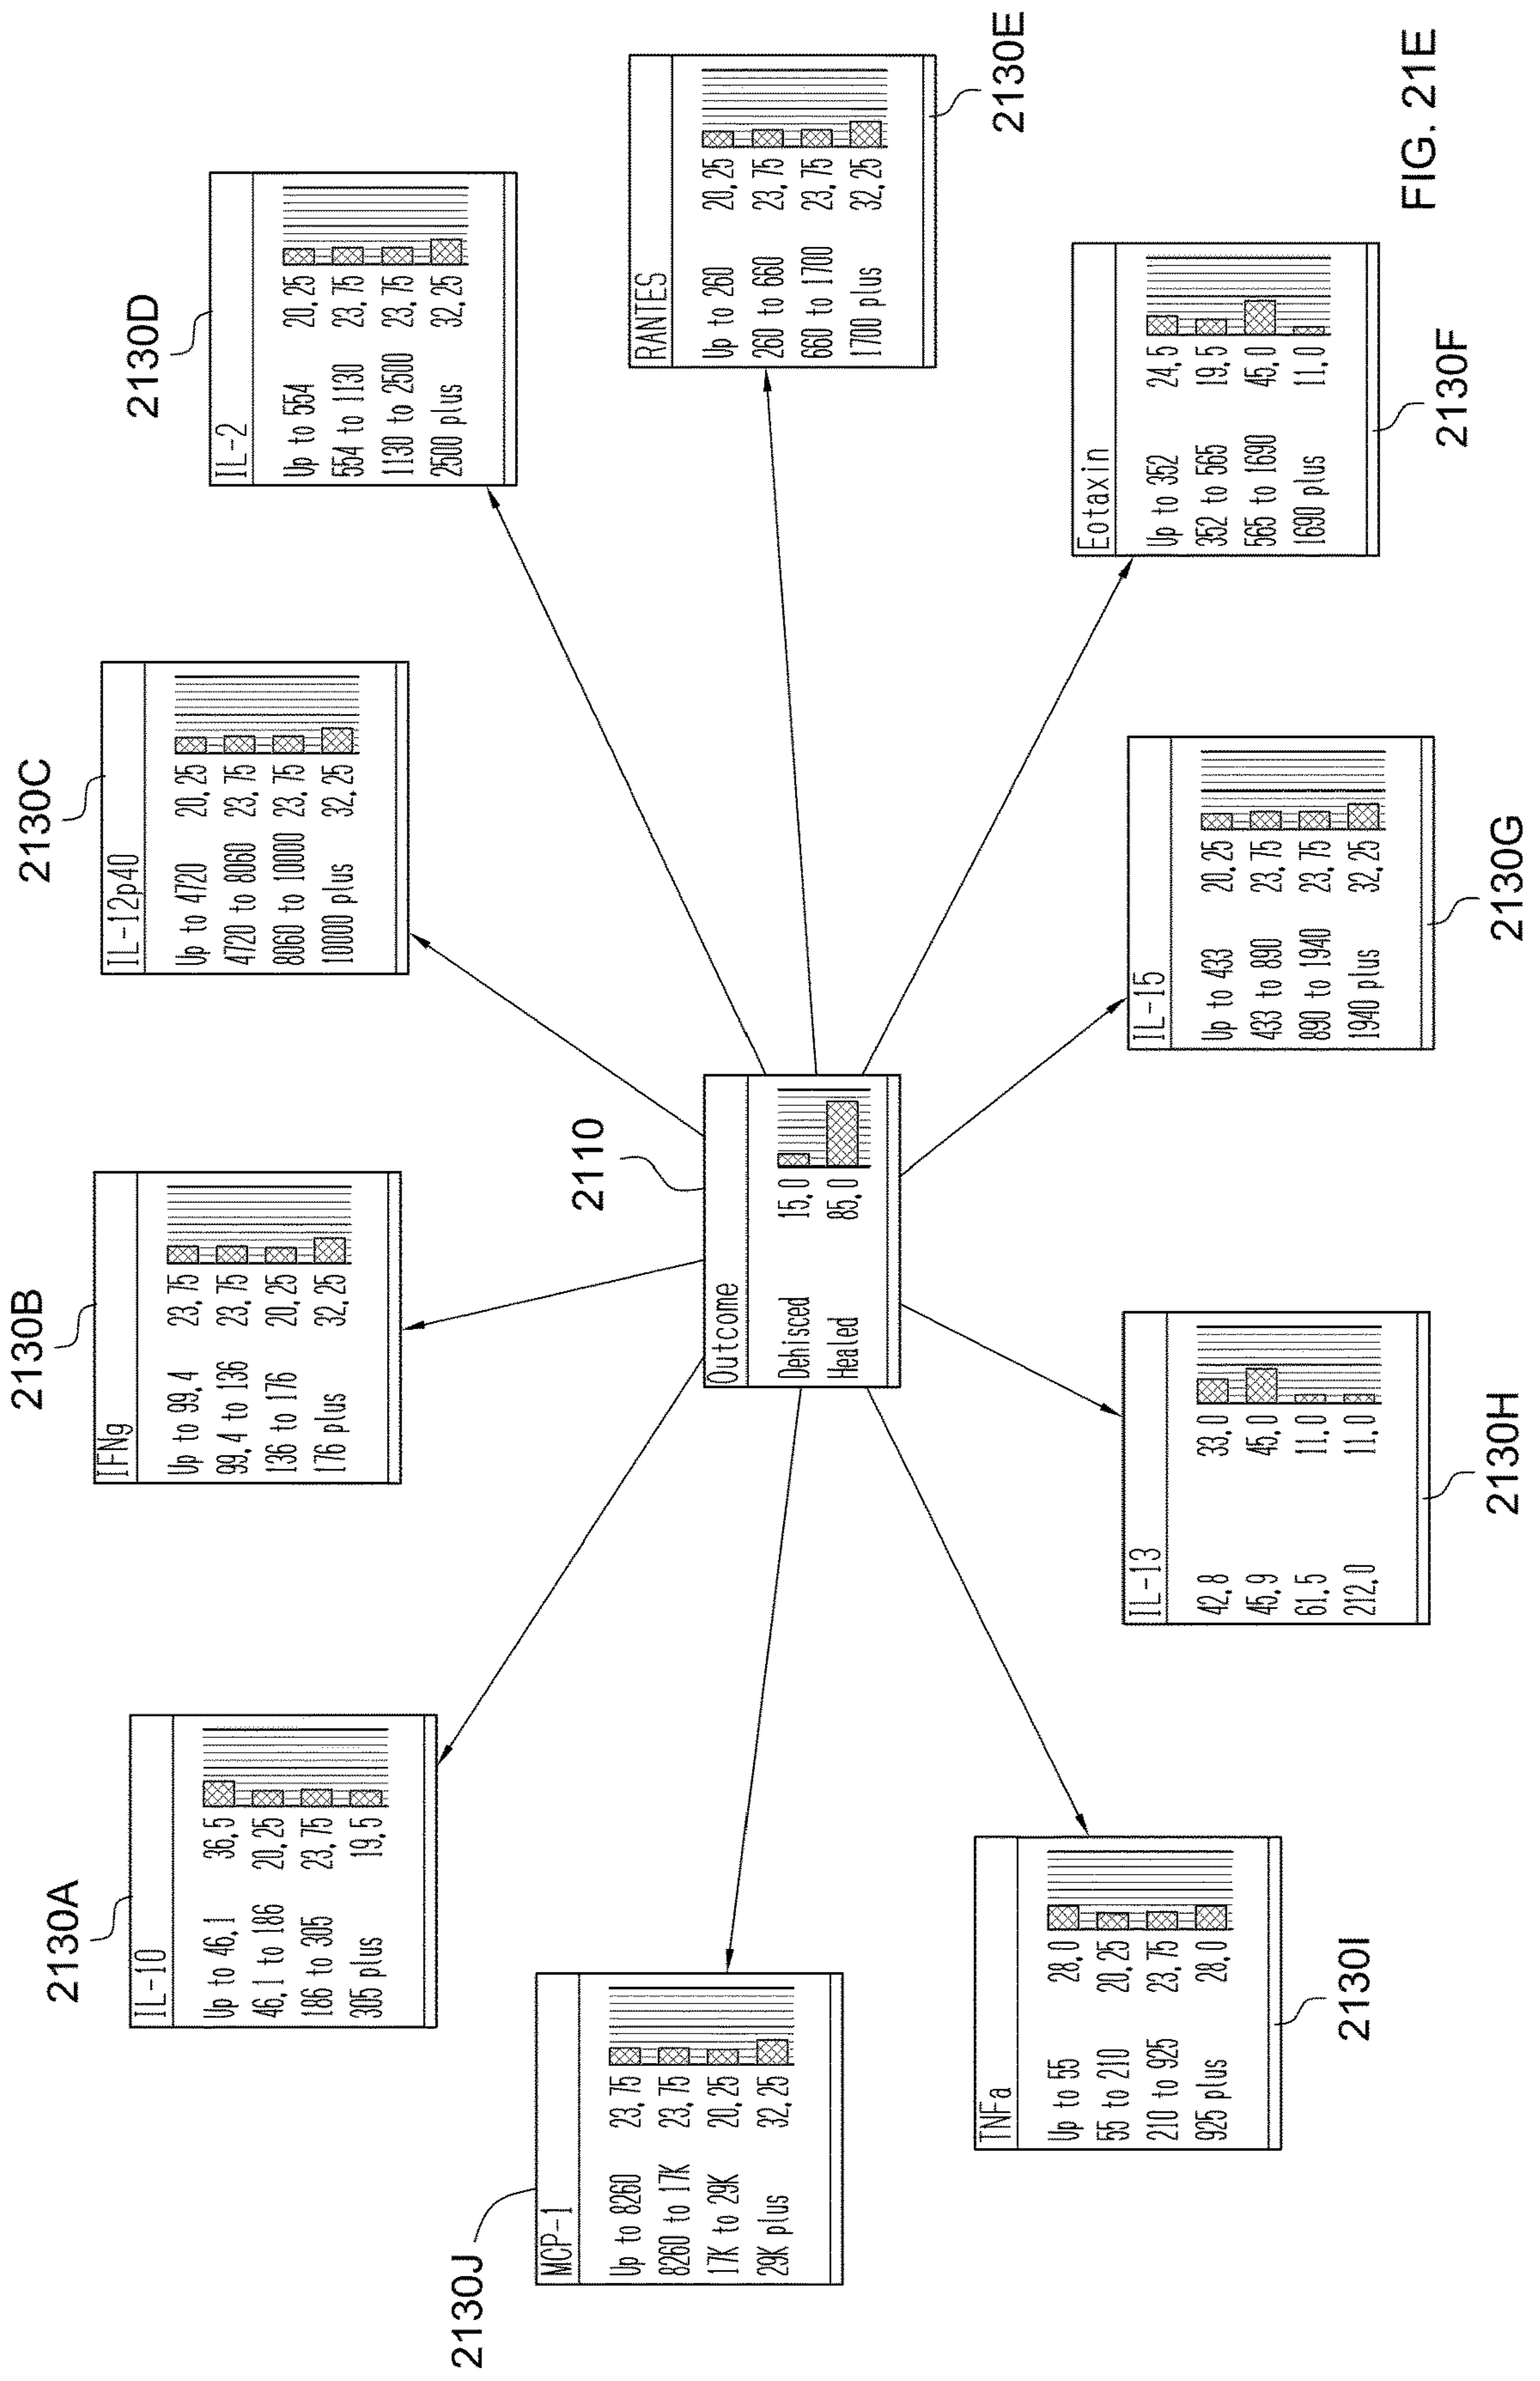 2130A
IL-10
Up to 46.1 36.5
46.1 to 186 20.25
186 to 305 23.75
305 plus 19.5
2130B
IFNg
Up to 99.4 23.75
99.4 to 136 23.75
136 to 176 20.25
176 plus 32.25
2130C
IL-12p40
Up to 4720 20.25
4720 to 8060 23.75
8060 to 10000 23.75
10000 plus 32.25
2130D
IL-2
Up to 554 20.25
554 to 1130 23.75
1130 to 2500 23.75
2500 plus 32.25
2130J
MCP-1
Up to 8260 23.75
8260 to 17K 23.75
17K to 29K 20.25
29K plus 32.25
2110
Outcome
Dehisced 15.0
Healed 85.0
RANTES
Up to 260 20.25
260 to 660 23.75
660 to 1700 23.75
1700 plus 32.25
2130E
TNFa
Up to 55 28.0
55 to 210 20.25
210 to 925 23.75
925 plus 28.0
2130I
IL-13
42.8 33.0
45.9 45.0
61.5 11.0
212.0 11.0
2130H
IL-15
Up to 433 20.25
433 to 890 23.75
890 to 1940 23.75
1940 plus 32.25
2130G
Eotaxin
Up to 352 24.5
352 to 565 19.5
565 to 1690 45.0
1690 plus 11.0
2130F
FIG. 21E